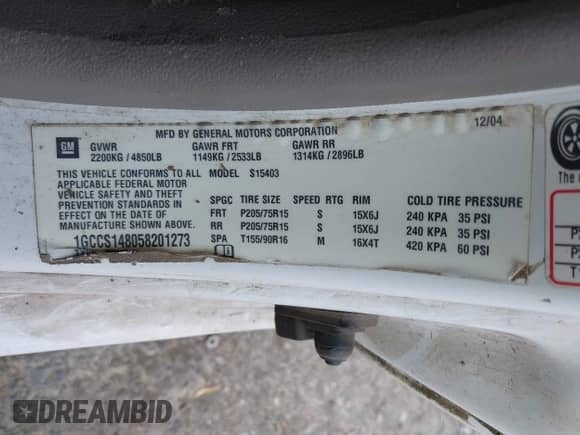 MFD BY GENERAL MOTORS CORPORATION 12/04
GM GVWR GAWR FRT GAWR RR
2200KG / 4850LB 1149KG / 2533LB 1314KG / 2896LB
THIS VEHICLE CONFORMS TO ALL MODEL S15403
APPLICABLE FEDERAL MOTOR
VEHICLE SAFETY AND THEFT SPGC TIRE SIZE SPEED RTG RIM COLD TIRE PRESSURE
PREVENTION STANDARDS IN FRT P205/75R15 S 15X6J 240 KPA 35 PSI
EFFECT ON THE DATE OF RR P205/75R15 S 15X6J 240 KPA 35 PSI
MANUFACTURE SHOWN ABOVE. SPA T155/90R16 M 16X4T 420 KPA 60 PSI
1GCCS148058201273
The
P2
P2
T1
DREAMBID